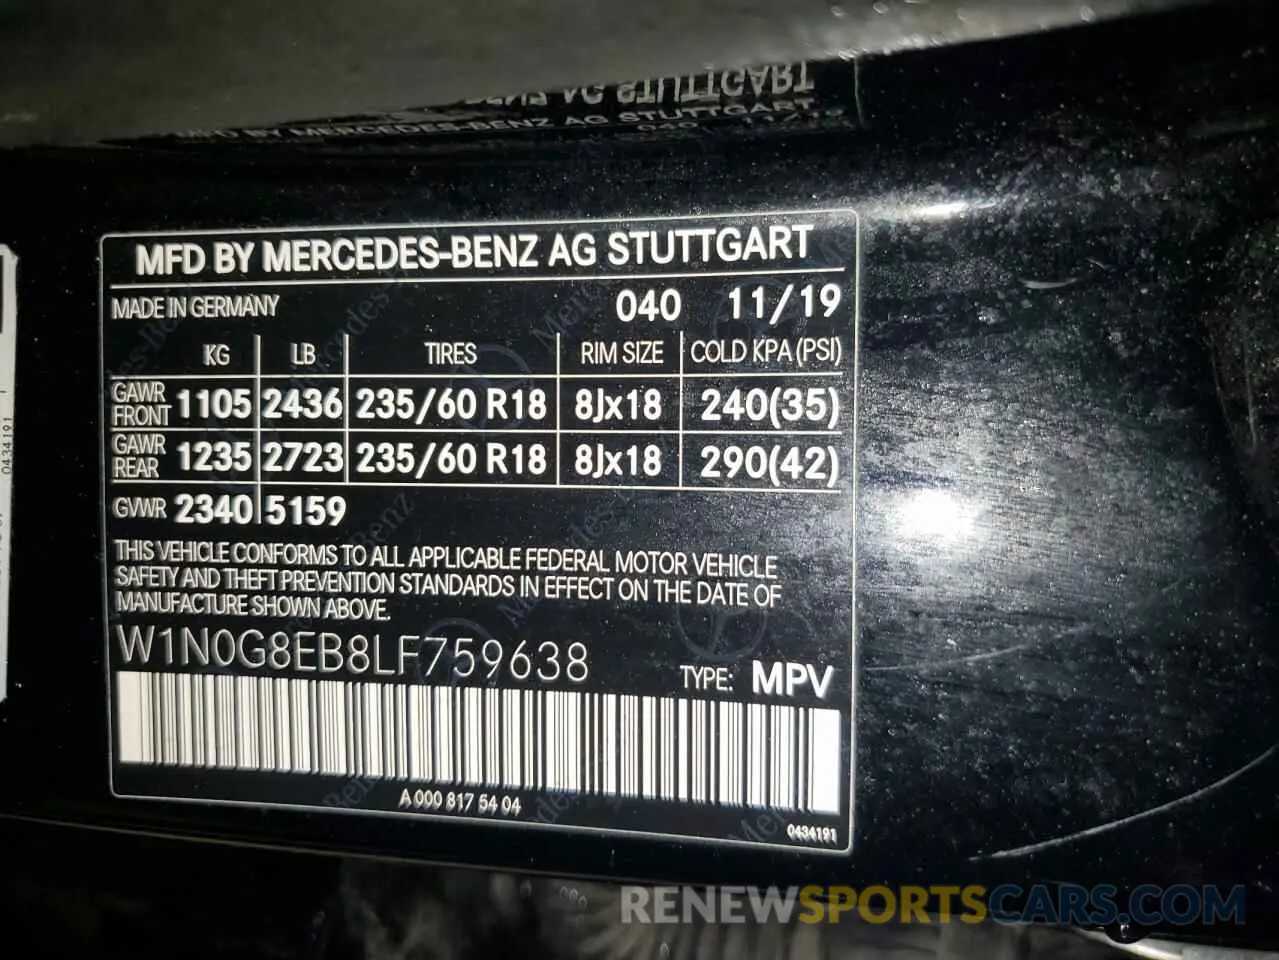 MFD BY MERCEDES-BENZ AG STUTTGART
MADE IN GERMANY 040 11/19
KG LB TIRES RIM SIZE COLD KPA (PSI)
GAWR FRONT 1105 2436 235/60 R18 8Jx18 240(35)
GAWR REAR 1235 2723 235/60 R18 8Jx18 290(42)
GVWR 2340 5159
THIS VEHICLE CONFORMS TO ALL APPLICABLE FEDERAL MOTOR VEHICLE
SAFETY AND THEFT PREVENTION STANDARDS IN EFFECT ON THE DATE OF
MANUFACTURE SHOWN ABOVE.
W1N0G8EB8LF759638 TYPE: MPV
A 000 817 54 04
0434191
RENEWSPORTSCARS.COM